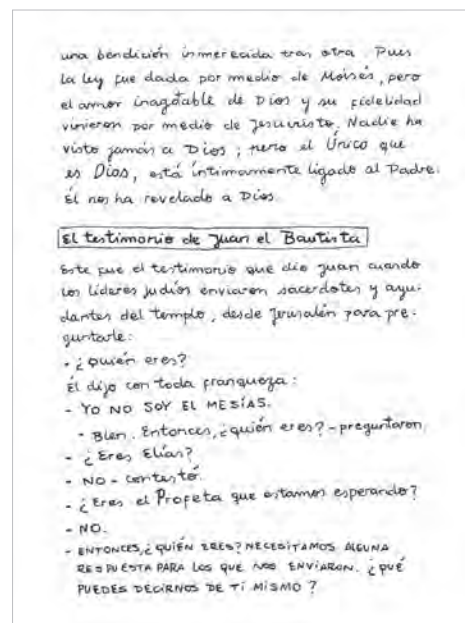 una bendición inmerecida tras otra. Pues
la ley fue dada por medio de Moisés, pero
el amor inagotable de Dios y su fidelidad
vinieron por medio de Jesucristo. Nadie ha
visto jamás a Dios; pero el Único que
es Dios, está íntimamente ligado al Padre.
Él nos ha revelado a Dios.
El testimonio de Juan el Bautista
Este fue el testimonio que dio Juan cuando
los líderes judíos enviaron sacerdotes y ayu-
dantes del templo, desde Jerusalén para pre-
guntarle:
- ¿Quién eres?
Él dijo con toda franqueza:
- YO NO SOY EL MESÍAS.
- Bien. Entonces, ¿quién eres? - preguntaron
- ¿Eres Elías?
- NO - contestó.
- ¿Eres el Profeta que estamos esperando?
- NO.
- ENTONCES, ¿QUIÉN ERES? NECESITAMOS ALGUNA
RESPUESTA PARA LOS QUE NOS ENVIARON. ¿QUÉ
PUEDES DECIRNOS DE TI MISMO?